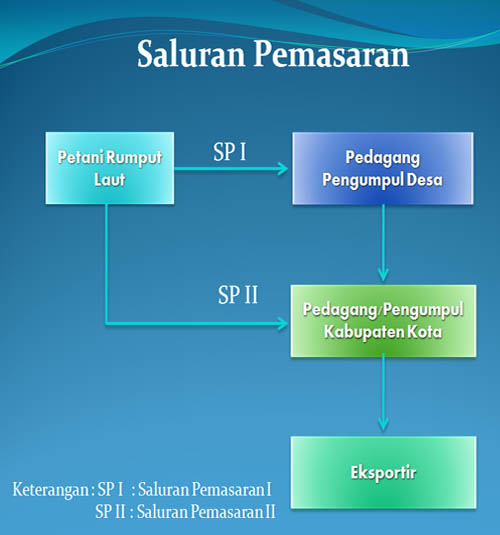 Saluran Pemasaran
Petani Rumput
Laut
SP I
Pedagang
Pengumpul Desa
SP II
Pedagang/Pengumpul
Kabupaten Kota
Eksportir
Keterangan : SP I : Saluran Pemasaran I
SP II : Saluran Pemasaran II